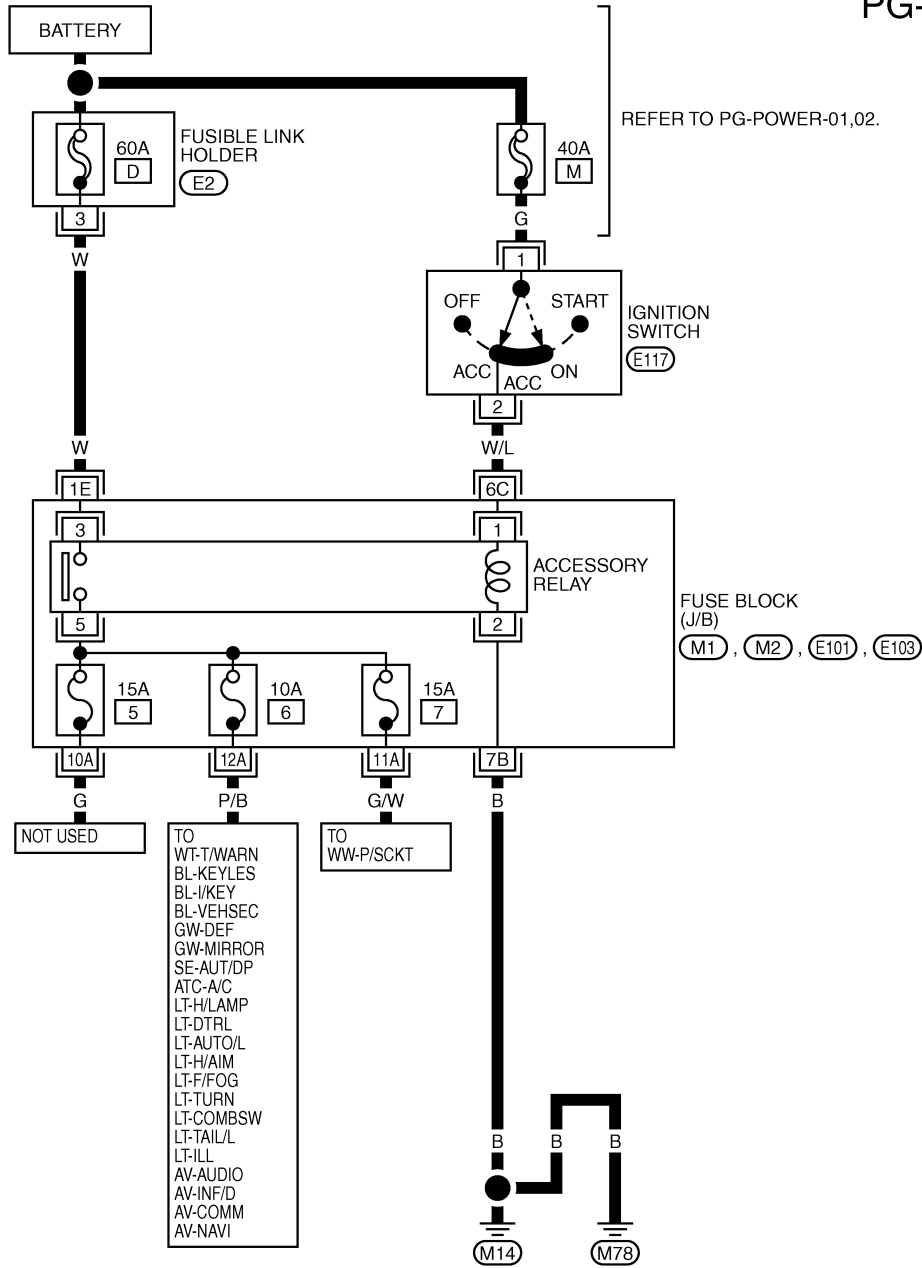 PG-
BATTERY
REFER TO PG-POWER-01,02.
60A
D
FUSIBLE LINK
HOLDER
E2
40A
M
3
G
W
1
OFF
START
IGNITION
SWITCH
E117
ACC
ON
ACC
2
W
W/L
1E
6C
3
1
ACCESSORY
RELAY
5
2
FUSE BLOCK
(J/B)
M1 , M2 , E101 , E103
15A
5
10A
6
15A
7
10A
12A
11A
7B
G
P/B
G/W
B
NOT USED
TO
WT-T/WARN
BL-KEYLES
BL-I/KEY
BL-VEHSEC
GW-DEF
GW-MIRROR
SE-AUT/DP
ATC-A/C
LT-H/LAMP
LT-DTRL
LT-AUTO/L
LT-H/AIM
LT-F/FOG
LT-TURN
LT-COMBSW
LT-TAIL/L
LT-ILL
AV-AUDIO
AV-INF/D
AV-COMM
AV-NAVI
TO
WW-P/SCKT
B
B
B
M14
M78